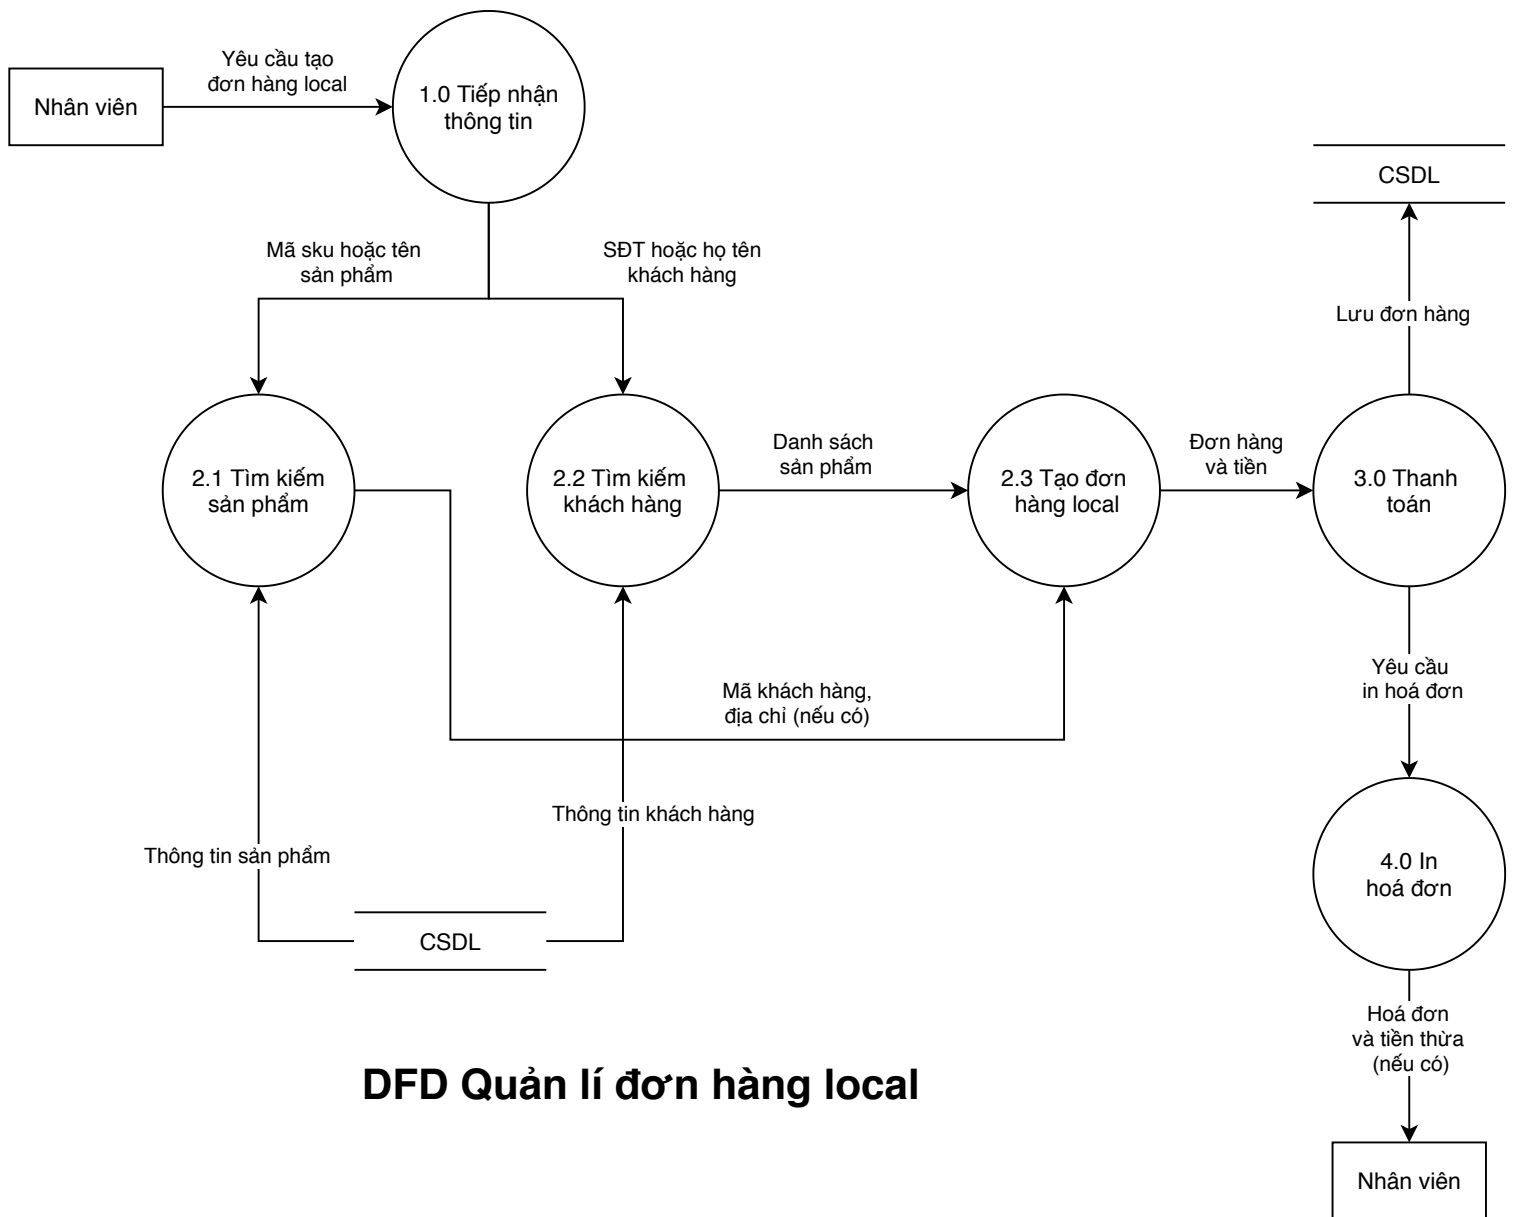 Yêu cầu tạo
đơn hàng local
Nhân viên
1.0 Tiếp nhận
thông tin
CSDL
Mã sku hoặc tên
sản phẩm
SĐT hoặc họ tên
khách hàng
Lưu đơn hàng
2.1 Tìm kiếm
sản phẩm
2.2 Tìm kiếm
khách hàng
Danh sách
sản phẩm
2.3 Tạo đơn
hàng local
Đơn hàng
và tiền
3.0 Thanh
toán
Yêu cầu
in hoá đơn
Mã khách hàng,
địa chỉ (nếu có)
Thông tin khách hàng
Thông tin sản phẩm
4.0 In
hoá đơn
CSDL
Hoá đơn
và tiền thừa
(nếu có)
DFD Quản lí đơn hàng local
Nhân viên